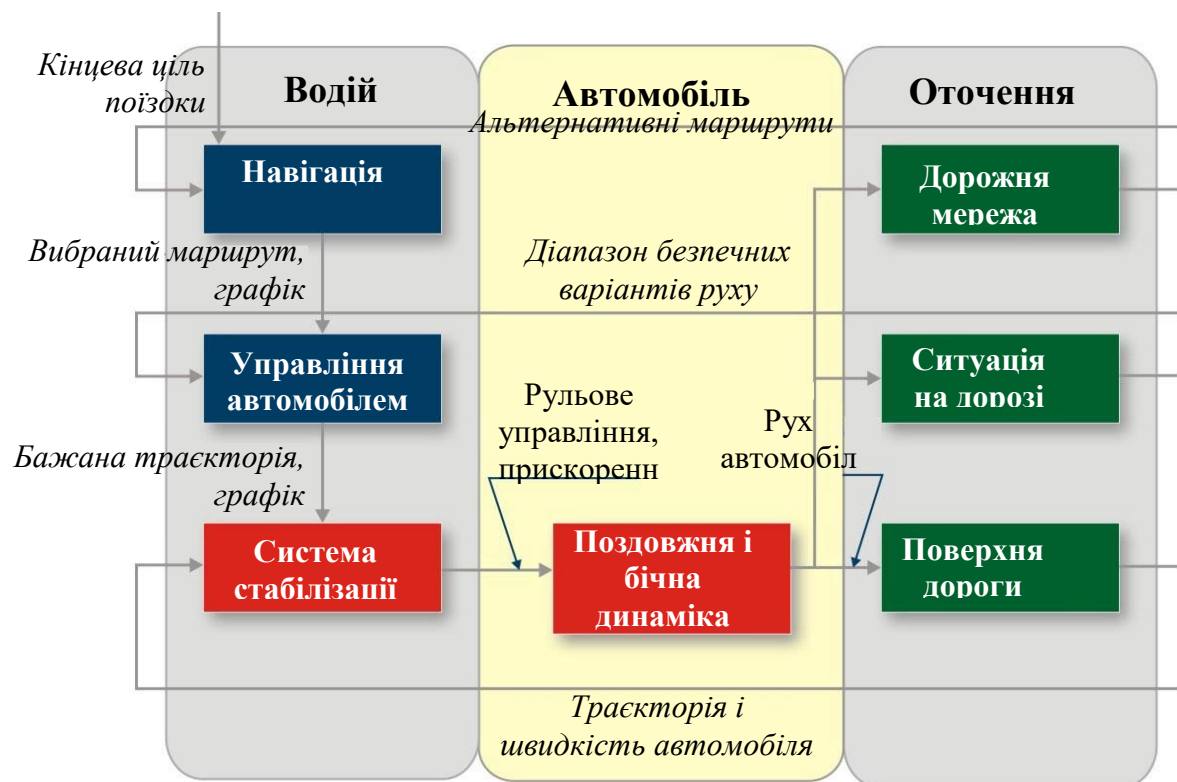 Кінцева ціль
поїздки
Водій
Автомобіль
Оточення
Альтернативні маршрути
Навігація
Дорожня
мережа
Вибраний маршрут,
графік
Діапазон безпечних
варіантів руху
Управління
автомобілем
Ситуація
на дорозі
Рульове
управління,
прискоренн
Рух
автомобіл
Бажана траєкторія,
графік
Система
стабілізації
Поздовжня і
бічна
динаміка
Поверхня
дороги
Траєкторія і
швидкість автомобіля